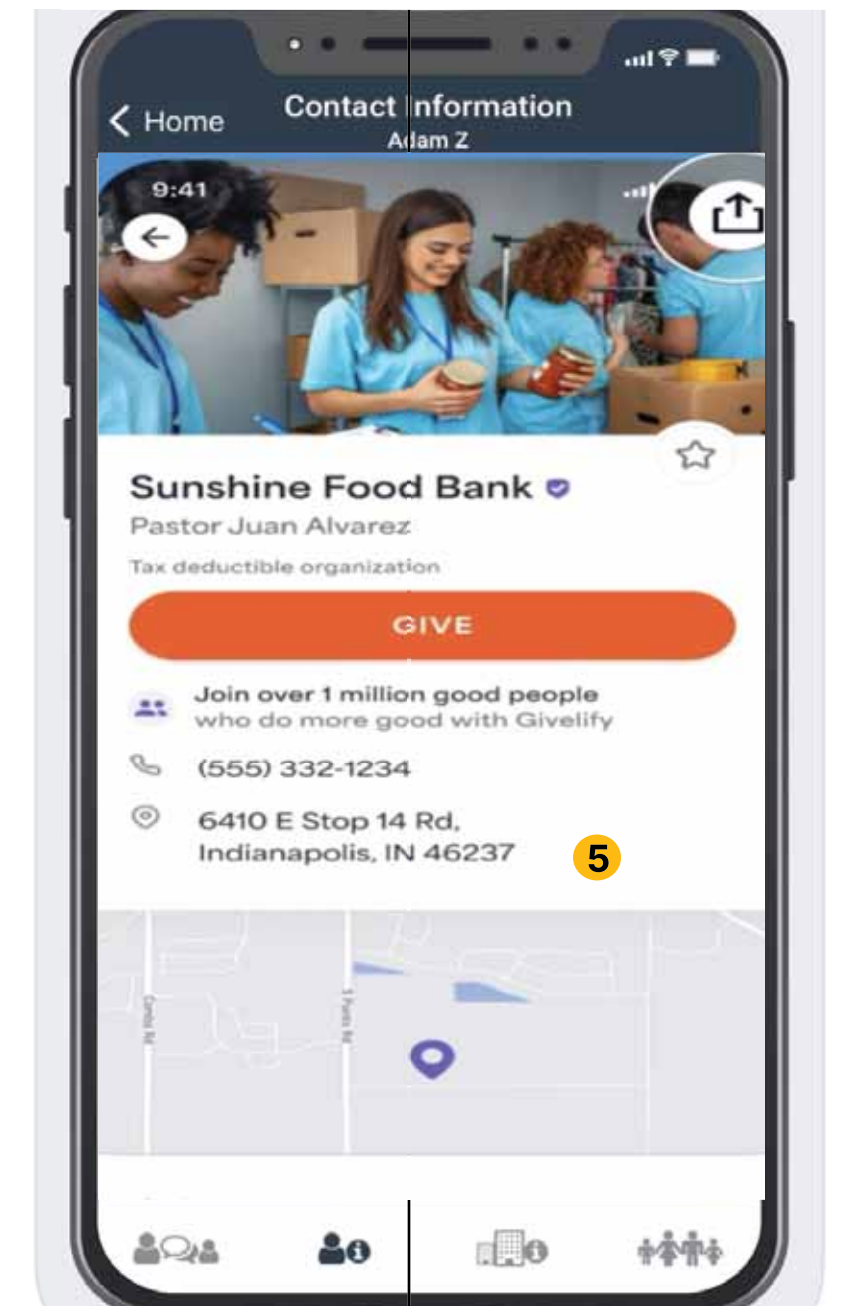 Home
Contact Information
Adam Z
9:41
Sunshine Food Bank
Pastor Juan Alvarez
Tax deductible organization
GIVE
Join over 1 million good people
who do more good with Givelify
(555) 332-1234
6410 E Stop 14 Rd,
Indianapolis, IN 46237
5